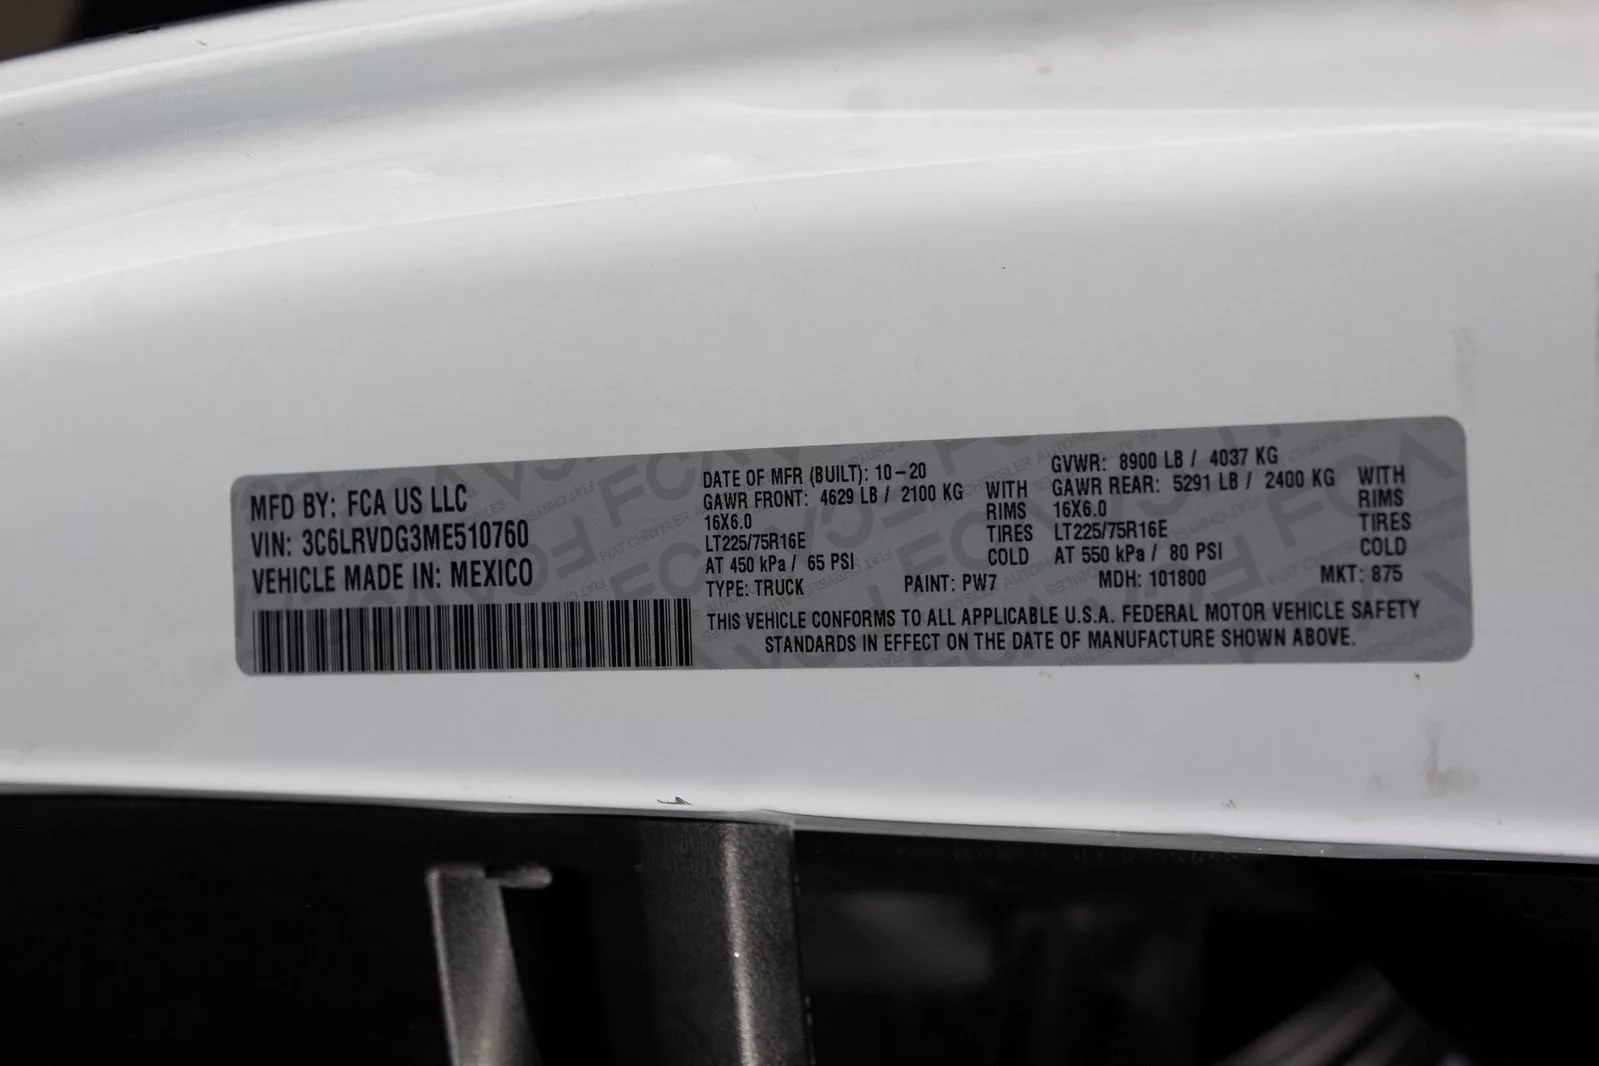 MFD BY: FCA US LLC
VIN: 3C6LRVDG3ME510760
VEHICLE MADE IN: MEXICO
DATE OF MFR (BUILT): 10-20
GVWR: 8900 LB / 4037 KG
GAWR FRONT: 4629 LB / 2100 KG WITH
16X6.0 RIMS
LT225/75R16E TIRES
AT 450 kPa / 65 PSI COLD
GAWR REAR: 5291 LB / 2400 KG WITH
16X6.0 RIMS
LT225/75R16E TIRES
AT 550 kPa / 80 PSI COLD
TYPE: TRUCK PAINT: PW7 MDH: 101800 MKT: 875
THIS VEHICLE CONFORMS TO ALL APPLICABLE U.S.A. FEDERAL MOTOR VEHICLE SAFETY
STANDARDS IN EFFECT ON THE DATE OF MANUFACTURE SHOWN ABOVE.